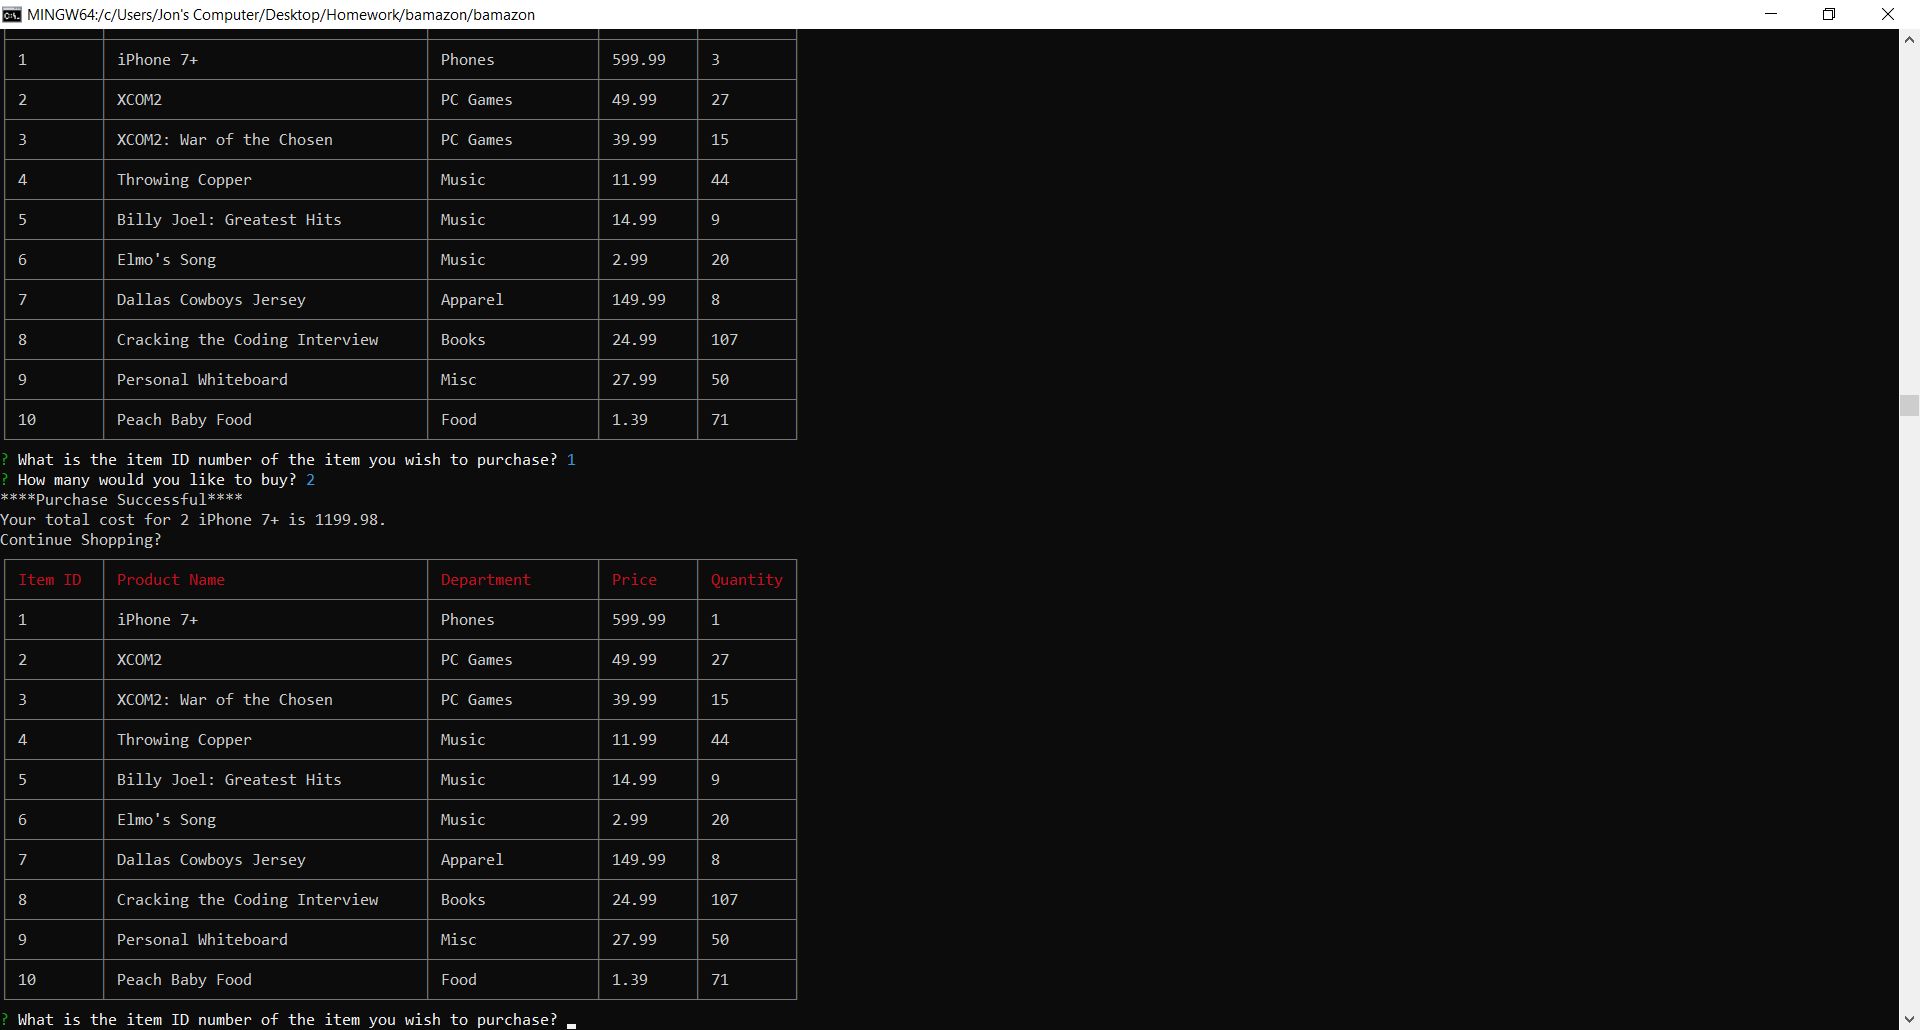 MINGW64:/c/Users/Jon's Computer/Desktop/Homework/bamazon/bamazon
1 iPhone 7+ Phones 599.99 3
2 XCOM2 PC Games 49.99 27
3 XCOM2: War of the Chosen PC Games 39.99 15
4 Throwing Copper Music 11.99 44
5 Billy Joel: Greatest Hits Music 14.99 9
6 Elmo's Song Music 2.99 20
7 Dallas Cowboys Jersey Apparel 149.99 8
8 Cracking the Coding Interview Books 24.99 107
9 Personal Whiteboard Misc 27.99 50
10 Peach Baby Food Food 1.39 71
? What is the item ID number of the item you wish to purchase? 1
? How many would you like to buy? 2
****Purchase Successful****
Your total cost for 2 iPhone 7+ is 1199.98.
Continue Shopping?
Item ID Product Name Department Price Quantity
1 iPhone 7+ Phones 599.99 1
2 XCOM2 PC Games 49.99 27
3 XCOM2: War of the Chosen PC Games 39.99 15
4 Throwing Copper Music 11.99 44
5 Billy Joel: Greatest Hits Music 14.99 9
6 Elmo's Song Music 2.99 20
7 Dallas Cowboys Jersey Apparel 149.99 8
8 Cracking the Coding Interview Books 24.99 107
9 Personal Whiteboard Misc 27.99 50
10 Peach Baby Food Food 1.39 71
? What is the item ID number of the item you wish to purchase?